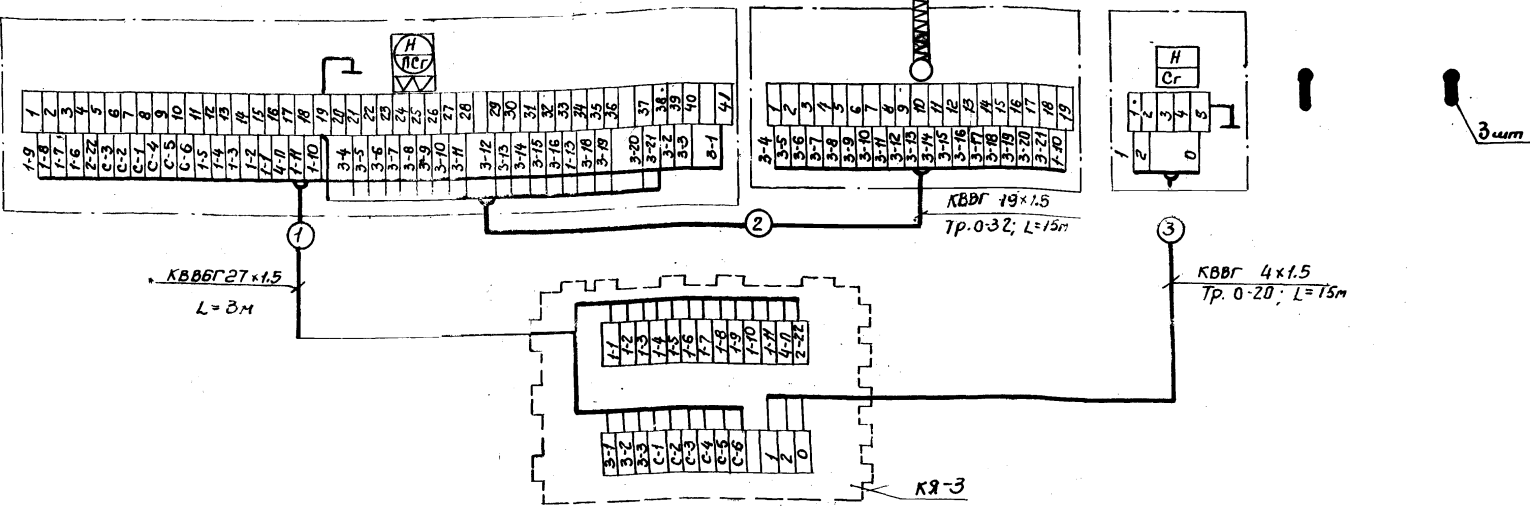 Н
ПСг
1 2 3 4 5 6 7 8 9 10 11 12 13 14 15 16 17 18 19 20 21 22 23 24 25 26 27 28 29 30 31 32 33 34 35 36 37 38 39 40 41
1-9 1-8 1-7 1-6 2-22 С-3 С-2 С-1 С-4 С-5 С-6 1-5 1-4 1-3 1-2 1-1 4-11 1-11 1-10 3-4 3-5 3-6 3-7 3-8 3-9 3-10 3-11 3-12 3-13 3-14 3-15 3-16 1-13 3-18 3-19 3-20 3-21 3-2 3-3 3-1
1 2 3 4 5 6 7 8 9 10 11 12 13 14 15 16 17 18 19
3-4 3-6 3-7 3-8 3-9 3-10 3-11 3-12 3-13 3-14 3-15 3-16 3-17 3-18 3-19 3-20 3-21 1-10
Н
Сг
1 2 3 4 5
1 2 0
3 шт
1
2
3
КВВГ 19×1.5
Тр. 0-32; L=15м
КВВБГ 27×1.5
L=3м
КВВГ 4×1.5
Тр. 0-20; L=15м
1-1 1-2 1-3 1-4 1-5 1-6 1-7 1-8 1-9 1-10 1-11 4-11 2-22
3-1 3-2 3-3 С-1 С-2 С-3 С-4 С-5 С-6 1 2 0
КЯ-3